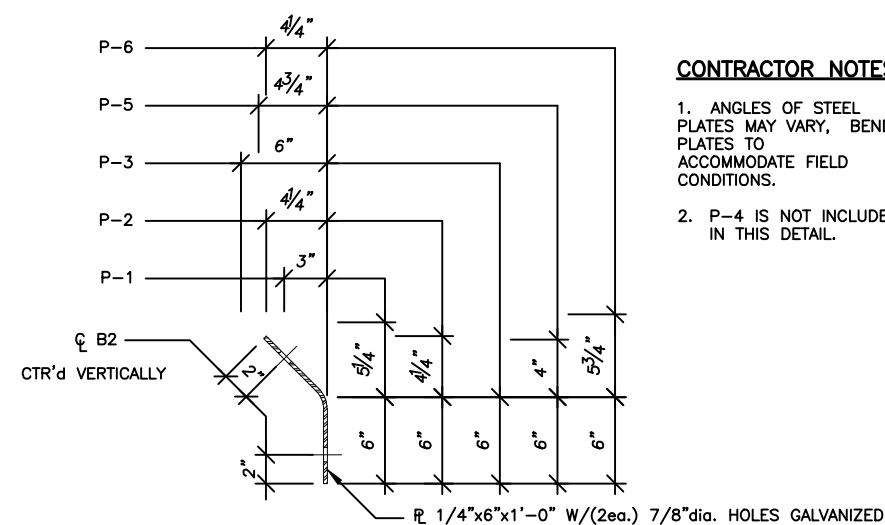 P-6
4¼"
P-5
4¾"
P-3
6"
P-2
4¼"
P-1
3"
CONTRACTOR NOTES
1. ANGLES OF STEEL
PLATES MAY VARY, BEND
PLATES TO
ACCOMMODATE FIELD
CONDITIONS.
2. P-4 IS NOT INCLUDE
IN THIS DETAIL.
℄ B2
CTR'd VERTICALLY
2"
2"
5¼"
4¼"
4"
5¾"
6"
6"
6"
6"
6"
PL 1/4"x6"x1'-0" W/(2ea.) 7/8"dia. HOLES GALVANIZED